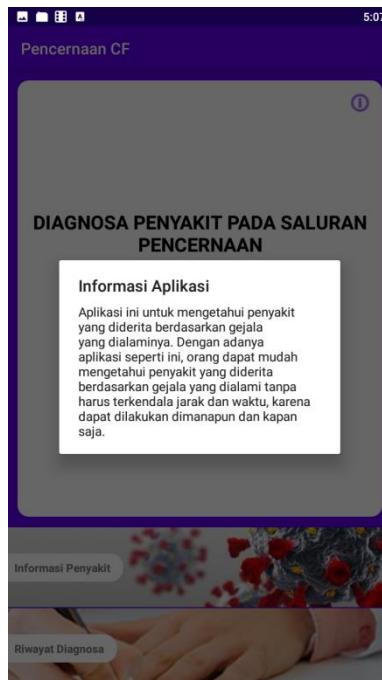 5:07
Pencernaan CF
DIAGNOSA PENYAKIT PADA SALURAN
PENCERNAAN
Informasi Aplikasi
Aplikasi ini untuk mengetahui penyakit
yang diderita berdasarkan gejala
yang dialaminya. Dengan adanya
aplikasi seperti ini, orang dapat mudah
mengetahui penyakit yang diderita
berdasarkan gejala yang dialami tanpa
harus terkendala jarak dan waktu, karena
dapat dilakukan dimanapun dan kapan
saja.
Informasi Penyakit
Riwayat Diagnosa